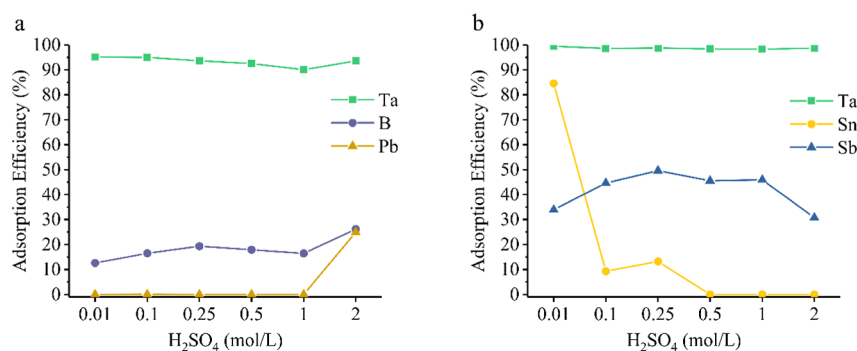 a
Adsorption Efficiency (%)
100
90
80
70
60
50
40
30
20
10
0
Ta
B
Pb
0.01 0.1 0.25 0.5 1 2
H₂SO₄ (mol/L)
b
Adsorption Efficiency (%)
100
90
80
70
60
50
40
30
20
10
0
Ta
Sn
Sb
0.01 0.1 0.25 0.5 1 2
H₂SO₄ (mol/L)